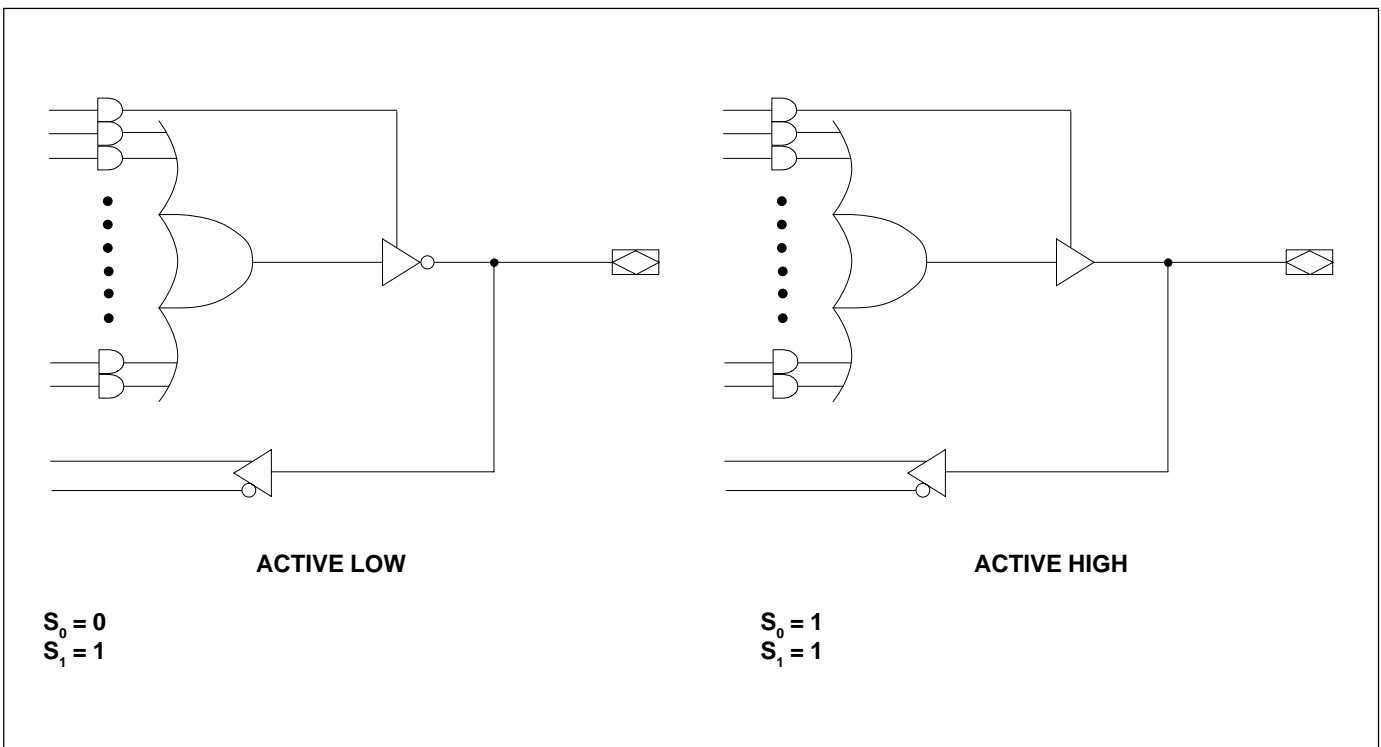 ACTIVE LOW
ACTIVE HIGH
S₀ = 0
S₁ = 1
S₀ = 1
S₁ = 1